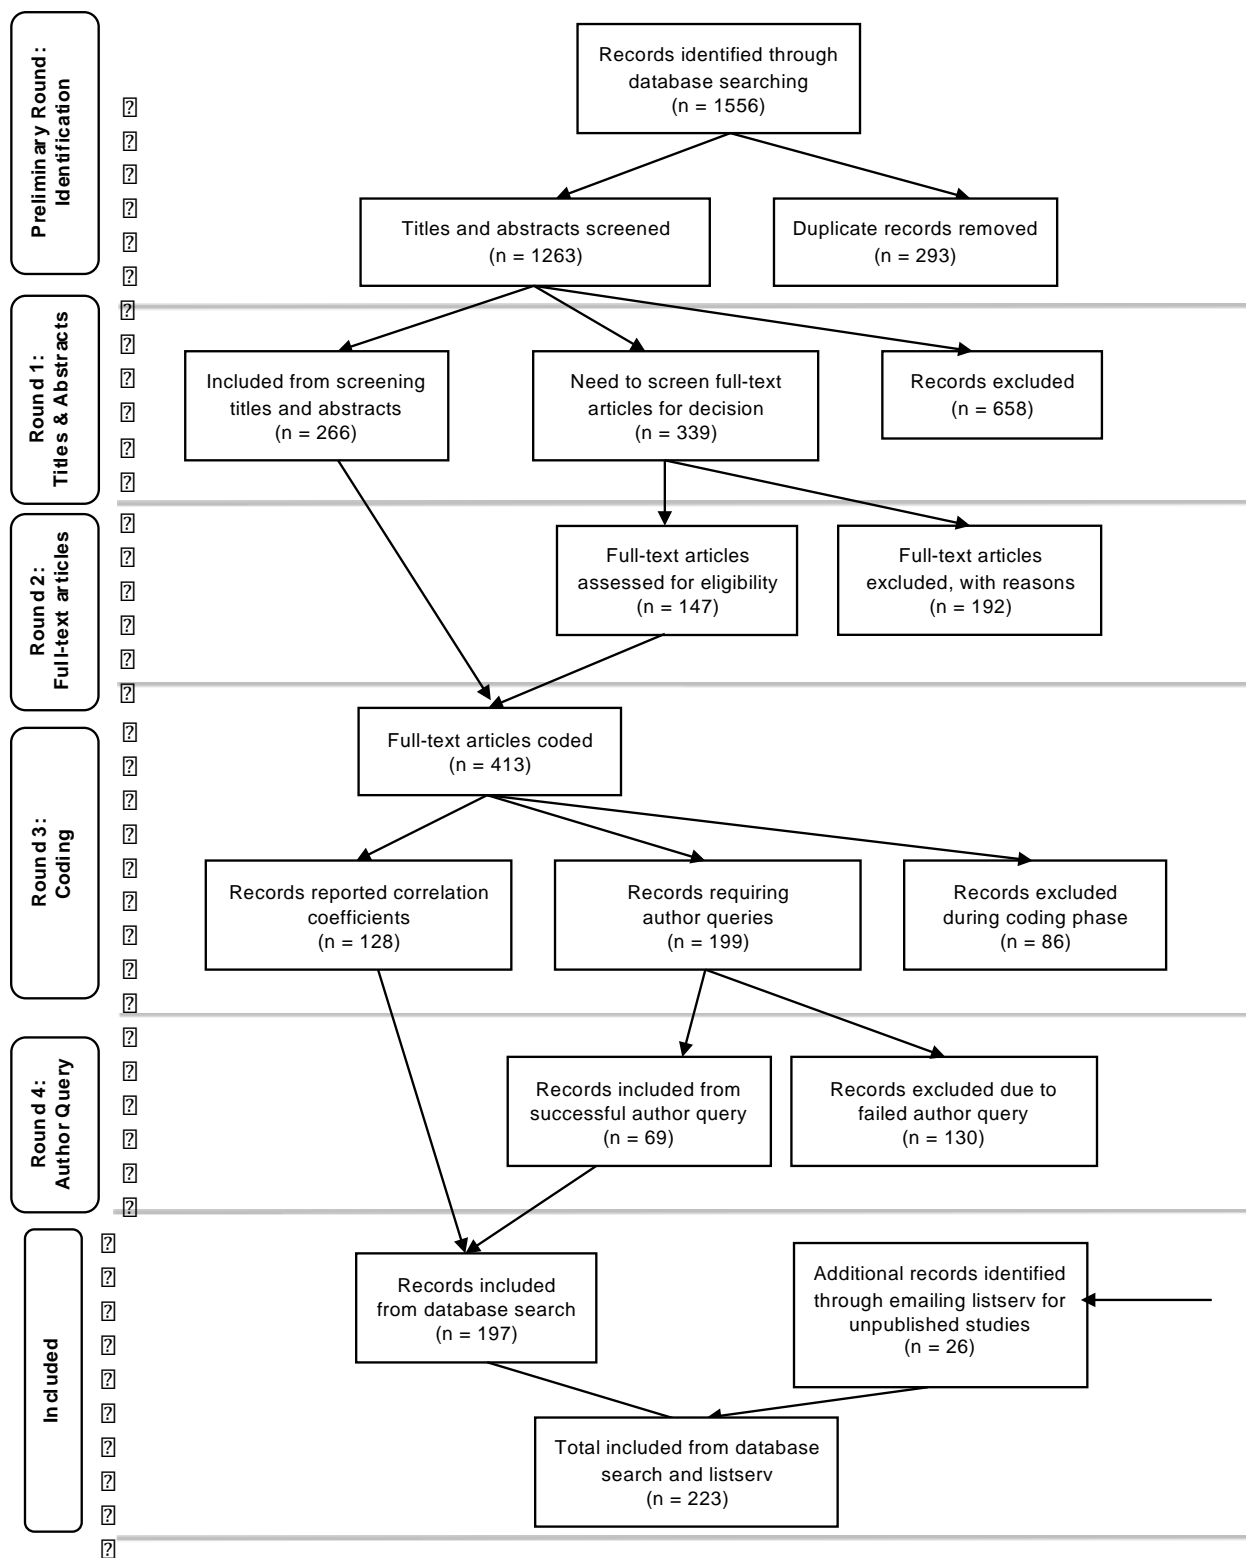 Preliminary Round:
Identification
Records identified through
database searching
(n = 1556)
Titles and abstracts screened
(n = 1263)
Duplicate records removed
(n = 293)
Round 1:
Titles & Abstracts
Included from screening
titles and abstracts
(n = 266)
Need to screen full-text
articles for decision
(n = 339)
Records excluded
(n = 658)
Round 2:
Full-text articles
Full-text articles
assessed for eligibility
(n = 147)
Full-text articles
excluded, with reasons
(n = 192)
Round 3:
Coding
Full-text articles coded
(n = 413)
Records reported correlation
coefficients
(n = 128)
Records requiring
author queries
(n = 199)
Records excluded
during coding phase
(n = 86)
Round 4:
Author Query
Records included from
successful author query
(n = 69)
Records excluded due to
failed author query
(n = 130)
Included
Records included
from database search
(n = 197)
Additional records identified
through emailing listserv for
unpublished studies
(n = 26)
Total included from database
search and listserv
(n = 223)